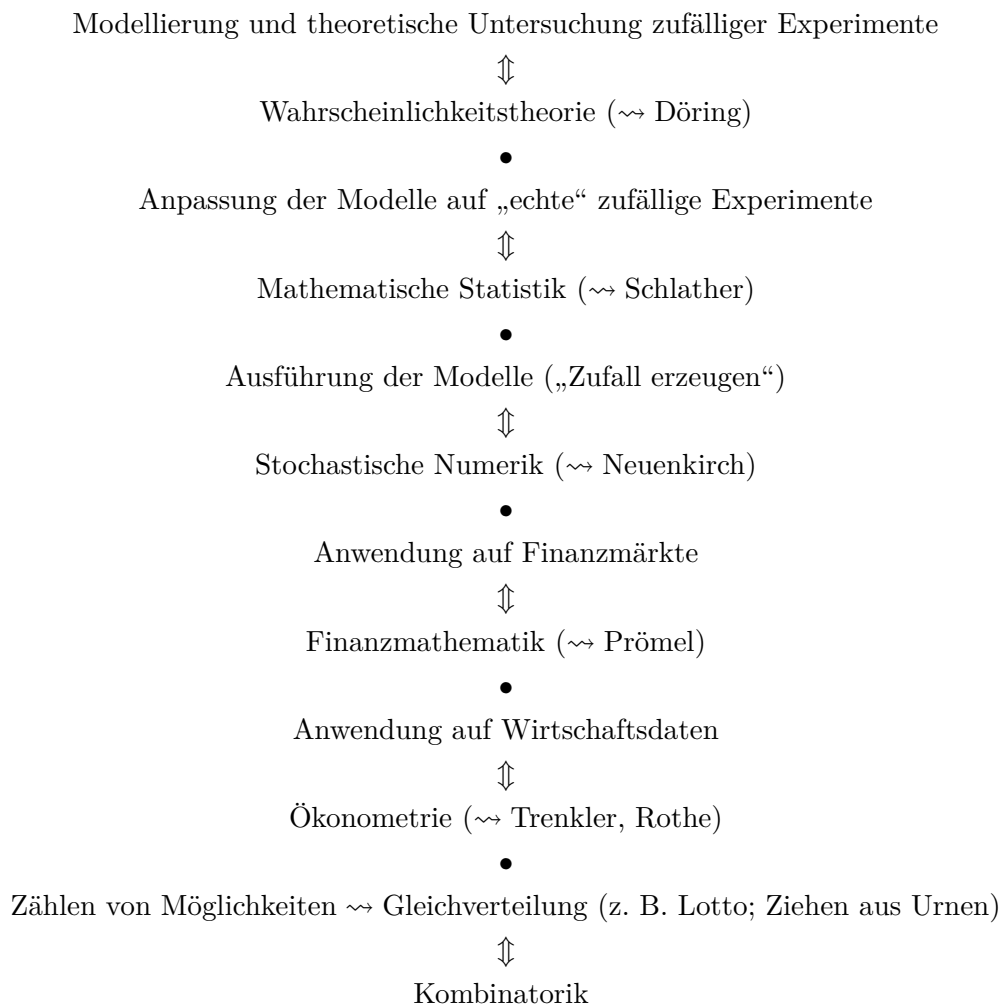 Modellierung und theoretische Untersuchung zufälliger Experimente
⇕
Wahrscheinlichkeitstheorie (⇝ Döring)
•
Anpassung der Modelle auf „echte“ zufällige Experimente
⇕
Mathematische Statistik (⇝ Schlather)
•
Ausführung der Modelle („Zufall erzeugen“)
⇕
Stochastische Numerik (⇝ Neuenkirch)
•
Anwendung auf Finanzmärkte
⇕
Finanzmathematik (⇝ Prömel)
•
Anwendung auf Wirtschaftsdaten
⇕
Ökonometrie (⇝ Trenkler, Rothe)
•
Zählen von Möglichkeiten ⇝ Gleichverteilung (z. B. Lotto; Ziehen aus Urnen)
⇕
Kombinatorik